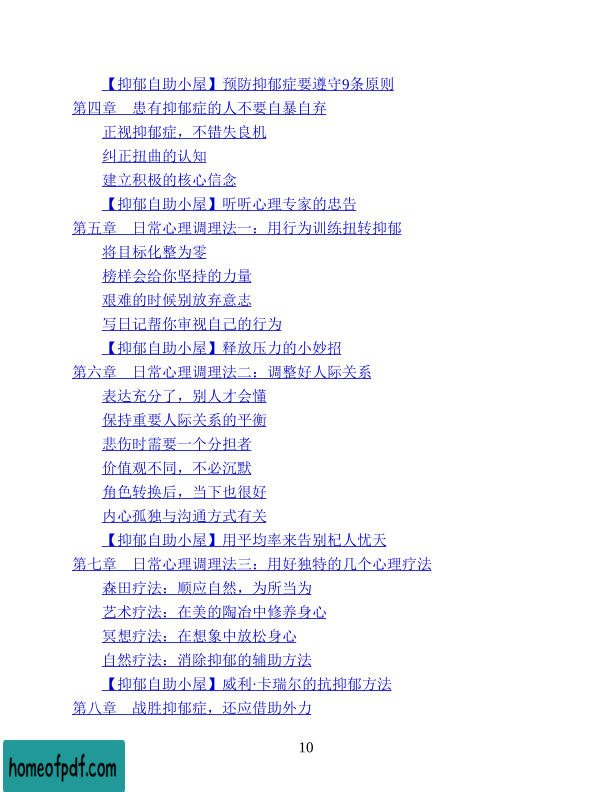 【抑郁自助小屋】预防抑郁症要遵守9条原则
第四章　患有抑郁症的人不要自暴自弃
正视抑郁症，不错失良机
纠正扭曲的认知
建立积极的核心信念
【抑郁自助小屋】听听心理专家的忠告
第五章　日常心理调理法一：用行为训练扭转抑郁
将目标化整为零
榜样会给你坚持的力量
艰难的时候别放弃意志
写日记帮你审视自己的行为
【抑郁自助小屋】释放压力的小妙招
第六章　日常心理调理法二：调整好人际关系
表达充分了，别人才会懂
保持重要人际关系的平衡
悲伤时需要一个分担者
价值观不同，不必沉默
角色转换后，当下也很好
内心孤独与沟通方式有关
【抑郁自助小屋】用平均率来告别杞人忧天
第七章　日常心理调理法三：用好独特的几个心理疗法
森田疗法：顺应自然，为所当为
艺术疗法：在美的陶冶中修养身心
冥想疗法：在想象中放松身心
自然疗法：消除抑郁的辅助方法
【抑郁自助小屋】威利·卡瑞尔的抗抑郁方法
第八章　战胜抑郁症，还应借助外力
10
homeofpdf.com